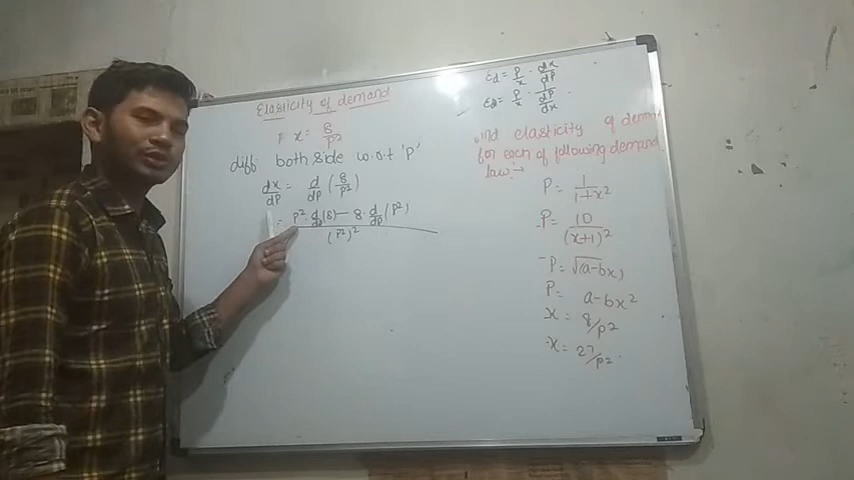 Elasticity of demand
x = 8/p²
diff both side w.r.t 'p'
dx/dp = d/dp (8/p²)
= p² · d/dp (8) — 8 · d/dp (p²)
(p²)²
Ed = p/x · dx/dp
Ed = p/x · 1/dp/dx
find elasticity of demand
for each of following demand
law :→
P = 1/1+x²
P = 10/(x+1)²
P = √(a-bx)
P = a-bx²
x = 8/p²
x = 27/p2